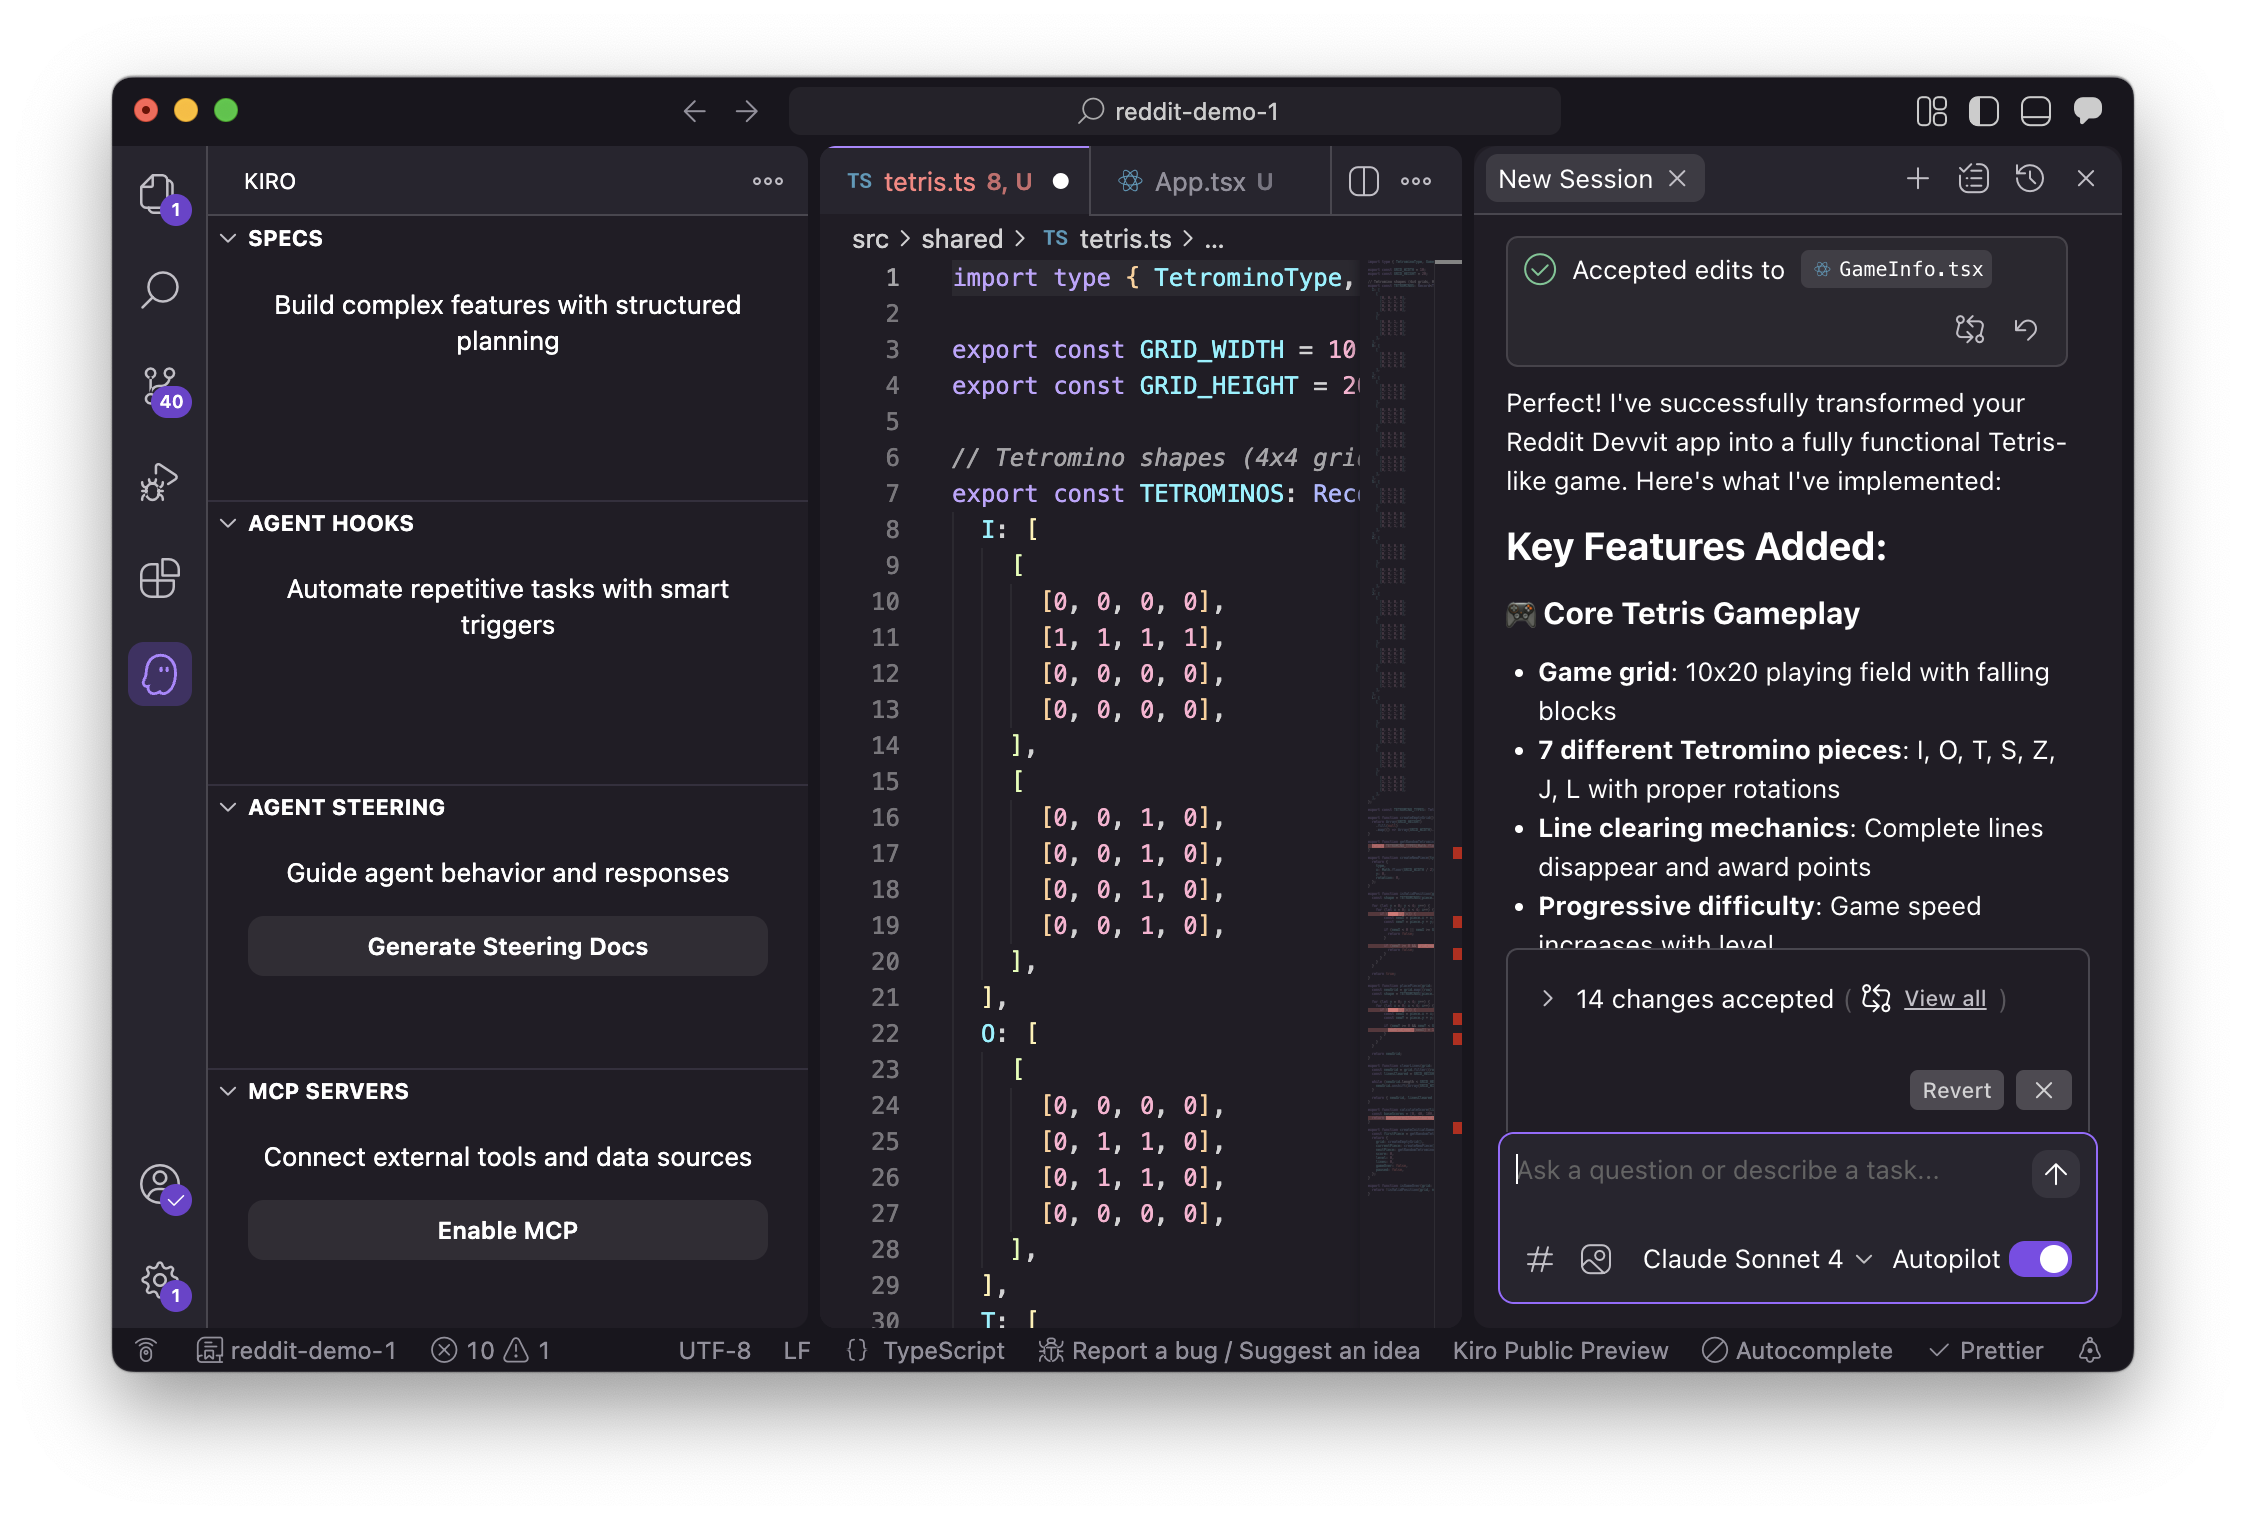 reddit-demo-1
1
40
1
KIRO
SPECS
Build complex features with structured
planning
AGENT HOOKS
Automate repetitive tasks with smart
triggers
AGENT STEERING
Guide agent behavior and responses
Generate Steering Docs
MCP SERVERS
Connect external tools and data sources
Enable MCP
TS tetris.ts 8, U
App.tsx U
src > shared > TS tetris.ts > ...
1 import type { TetrominoType,
2
3 export const GRID_WIDTH = 10
4 export const GRID_HEIGHT = 20
5
6 // Tetromino shapes (4x4 gri
7 export const TETROMINOS: Rec
8 I: [
9 [
10 [0, 0, 0, 0],
11 [1, 1, 1, 1],
12 [0, 0, 0, 0],
13 [0, 0, 0, 0],
14 ],
15 [
16 [0, 0, 1, 0],
17 [0, 0, 1, 0],
18 [0, 0, 1, 0],
19 [0, 0, 1, 0],
20 ],
21 ],
22 O: [
23 [
24 [0, 0, 0, 0],
25 [0, 1, 1, 0],
26 [0, 1, 1, 0],
27 [0, 0, 0, 0],
28 ],
29 ],
30 T: [
New Session
Accepted edits to GameInfo.tsx
Perfect! I've successfully transformed your
Reddit Devvit app into a fully functional Tetris-
like game. Here's what I've implemented:
Key Features Added:
🎮 Core Tetris Gameplay
• Game grid: 10x20 playing field with falling
blocks
• 7 different Tetromino pieces: I, O, T, S, Z,
J, L with proper rotations
• Line clearing mechanics: Complete lines
disappear and award points
• Progressive difficulty: Game speed
increases with level
14 changes accepted ( View all )
Revert
Ask a question or describe a task...
# Claude Sonnet 4 Autopilot
reddit-demo-1 10 1 UTF-8 LF {} TypeScript Report a bug / Suggest an idea Kiro Public Preview Autocomplete Prettier